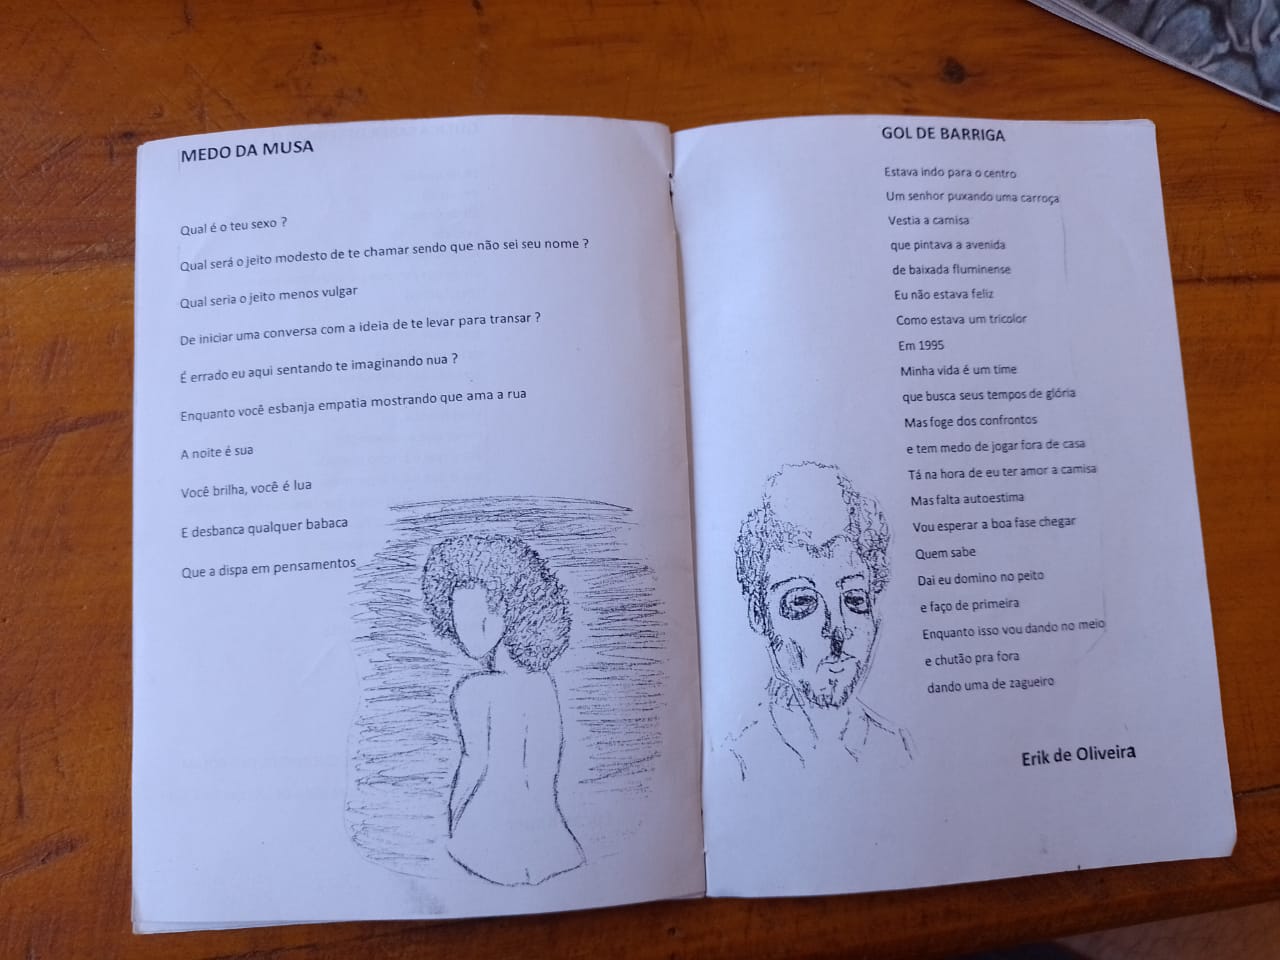 MEDO DA MUSA
Qual é o teu sexo ?
Qual será o jeito modesto de te chamar sendo que não sei seu nome ?
Qual seria o jeito menos vulgar
De iniciar uma conversa com a ideia de te levar para transar ?
É errado eu aqui sentando te imaginando nua ?
Enquanto você esbanja empatia mostrando que ama a rua
A noite é sua
Você brilha, você é lua
E desbanca qualquer babaca
Que a dispa em pensamentos
GOL DE BARRIGA
Estava indo para o centro
Um senhor puxando uma carroça
Vestia a camisa
que pintava a avenida
de baixada fluminense
Eu não estava feliz
Como estava um tricolor
Em 1995
Minha vida é um time
que busca seus tempos de glória
Mas foge dos confrontos
e tem medo de jogar fora de casa
Tá na hora de eu ter amor a camisa
Mas falta autoestima
Vou esperar a boa fase chegar
Quem sabe
Dai eu domino no peito
e faço de primeira
Enquanto isso vou dando no meio
e chutão pra fora
dando uma de zagueiro
Erik de Oliveira